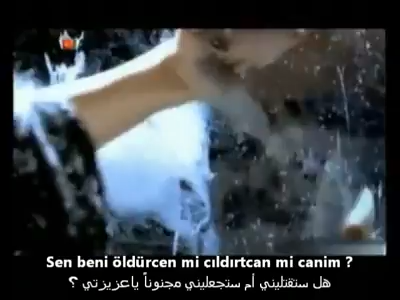 Sen beni öldürcen mi cıldırtcan mi canim ?
هل ستقتليني أم ستجعليني مجنوناً ياعزيزتي ؟